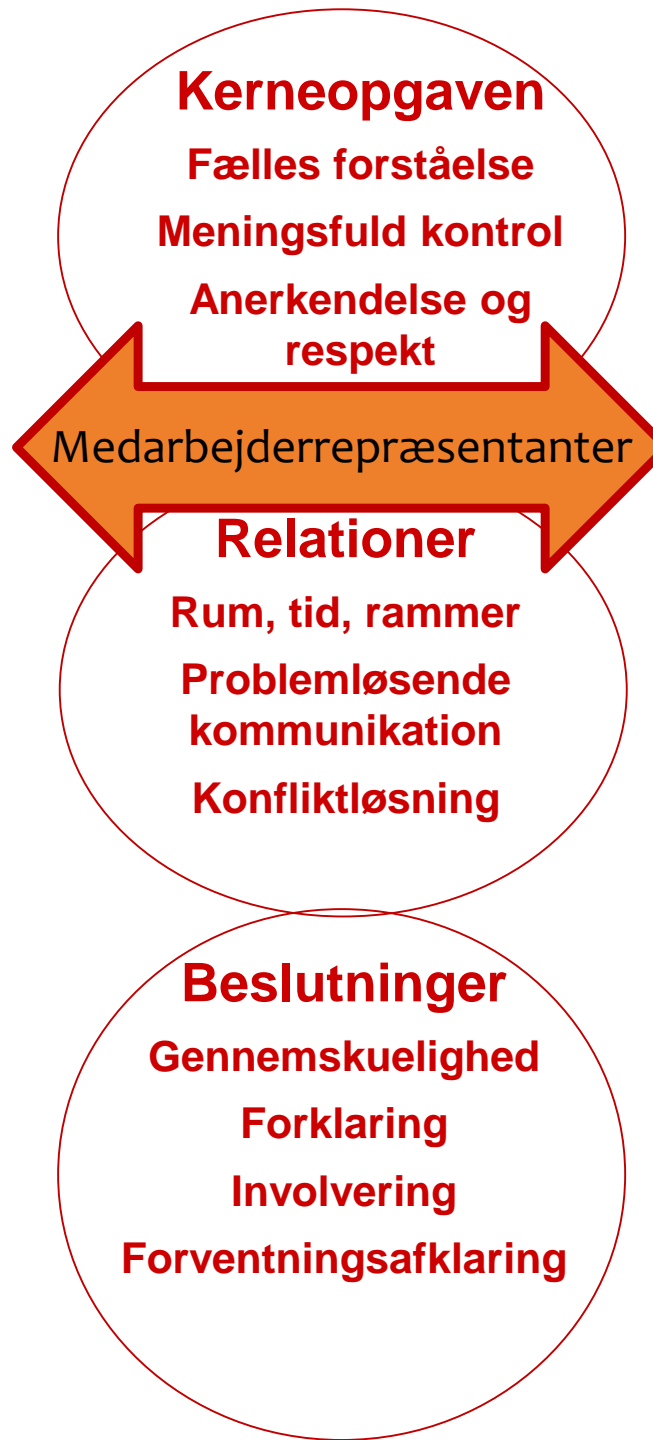 Kerneopgaven
Fælles forståelse
Meningsfuld kontrol
Anerkendelse og
respekt
Medarbejderrepræsentanter
Relationer
Rum, tid, rammer
Problemløsende
kommunikation
Konfliktløsning
Beslutninger
Gennemskuelighed
Forklaring
Involvering
Forventningsafklaring